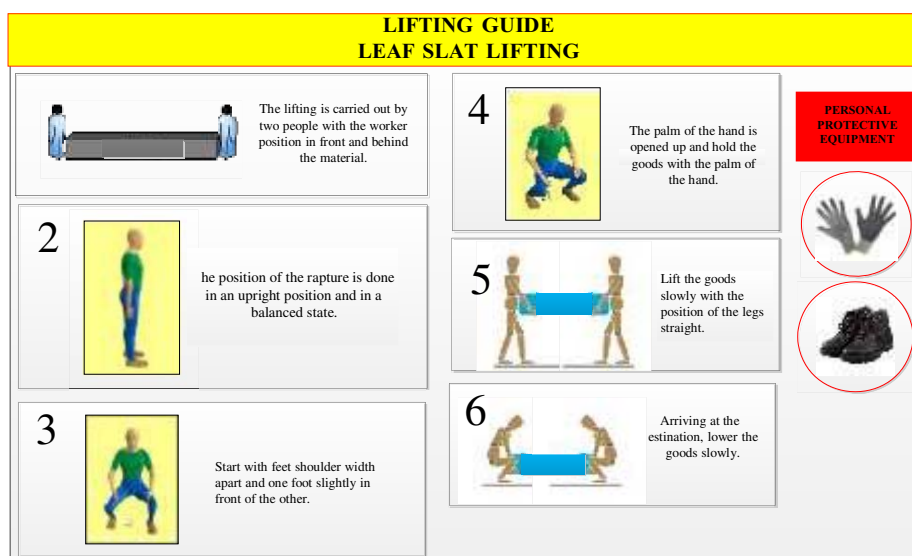 LIFTING GUIDE
LEAF SLAT LIFTING
The lifting is carried out by
two people with the worker
position in front and behind
the material.
2
he position of the rapture is done
in an upright position and in a
balanced state.
3
Start with feet shoulder width
apart and one foot slightly in
front of the other.
4
The palm of the hand is
opened up and hold the
goods with the palm of
the hand.
5
Lift the goods
slowly with the
position of the legs
straight.
6
Arriving at the
estination, lower the
goods slowly.
PERSONAL
PROTECTIVE
EQUIPMENT